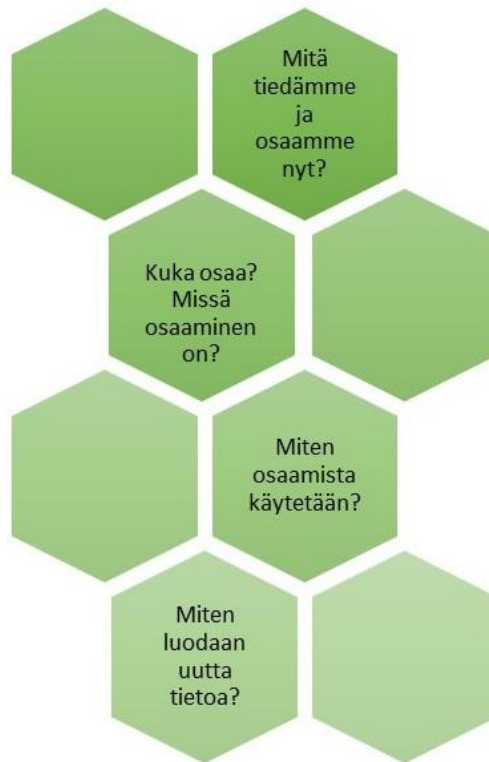 Mitä
tiedämme
ja
osaamme
nyt?
Kuka osaa?
Missä
osaaminen
on?
Miten
osaamista
käytetään?
Miten
luodaan
uutta
tietoa?